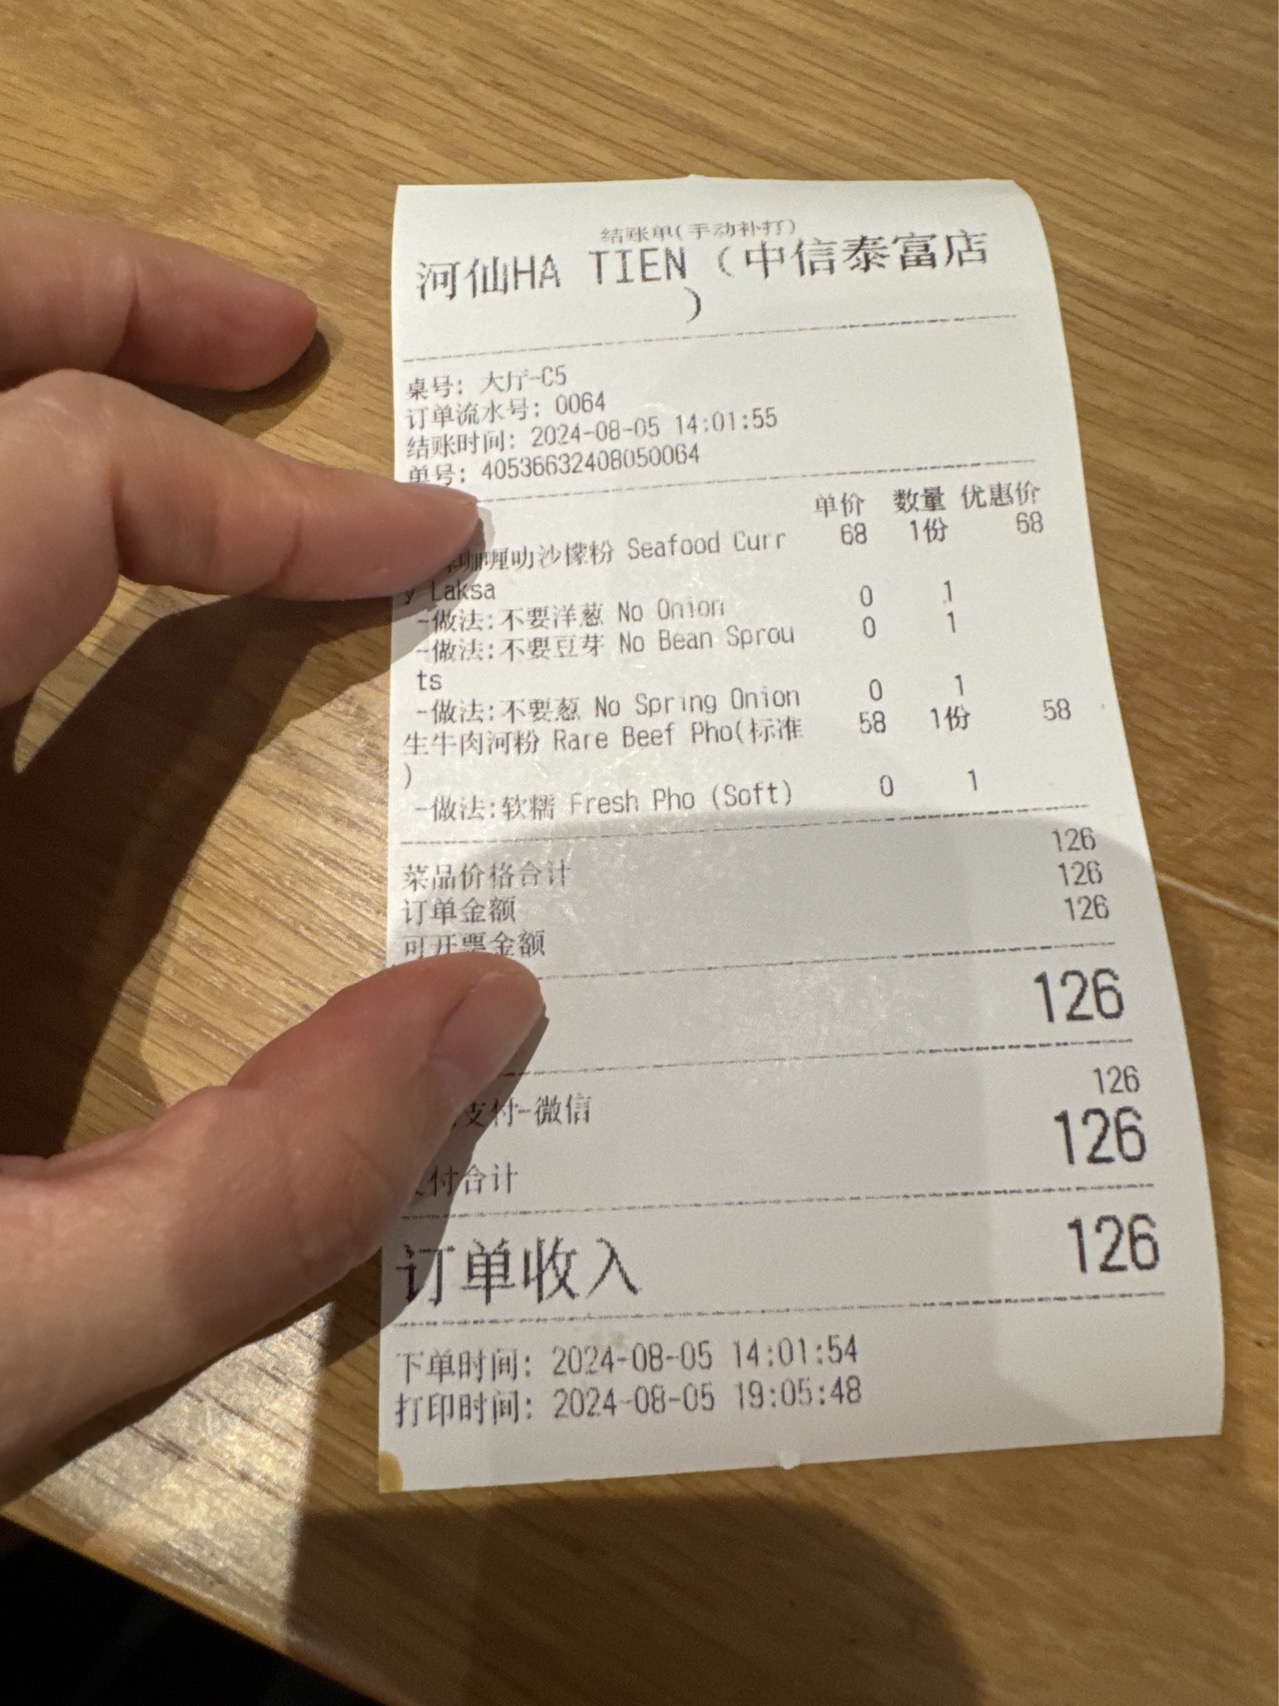 结账单(手动补打)
河仙HA TIEN (中信泰富店
)
桌号: 大厅-C5
订单流水号: 0064
结账时间: 2024-08-05 14:01:55
单号: 40536632408050064
单价 数量 优惠价
咖喱叻沙檬粉 Seafood Curr 68 1份 68
y Laksa
-做法:不要洋葱 No Onion 0 1
-做法:不要豆芽 No Bean Sprou 0 1
ts
-做法:不要葱 No Spring Onion 0 1
生牛肉河粉 Rare Beef Pho(标准 58 1份 58
)
-做法:软糯 Fresh Pho (Soft) 0 1
菜品价格合计 126
订单金额 126
可开票金额 126
126
支付-微信 126
付合计 126
订单收入 126
下单时间: 2024-08-05 14:01:54
打印时间: 2024-08-05 19:05:48